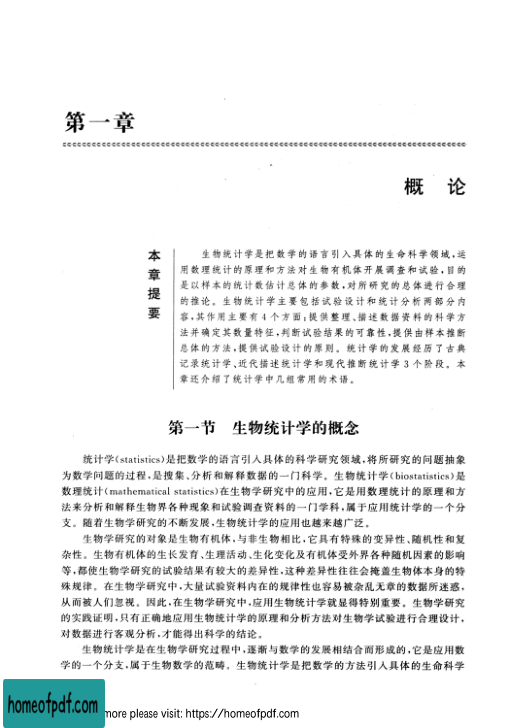 第一章
概 论
本章提要
生物统计学是把数学的语言引入具体的生命科学领域,运
用数理统计的原理和方法对生物有机体开展调查和试验,目的
是以样本的统计数估计总体的参数,对所研究的总体进行合理
的推论。生物统计学主要包括试验设计和统计分析两部分内
容,其作用主要有4个方面:提供整理、描述数据资料的科学方
法并确定其数量特征,判断试验结果的可靠性,提供由样本推断
总体的方法,提供试验设计的原则。统计学的发展经历了古典
记录统计学、近代描述统计学和现代推断统计学3个阶段。本
章还介绍了统计学中几组常用的术语。
第一节 生物统计学的概念
统计学(statistics)是把数学的语言引入具体的科学研究领域,将所研究的问题抽象
为数学问题的过程,是搜集、分析和解释数据的一门科学。生物统计学(biostatistics)是
数理统计(mathematical statistics)在生物学研究中的应用,它是用数理统计的原理和方
法来分析和解释生物界各种现象和试验调查资料的一门学科,属于应用统计学的一个分
支。随着生物学研究的不断发展,生物统计学的应用也越来越广泛。
生物学研究的对象是生物有机体,与非生物相比,它具有特殊的变异性、随机性和复
杂性。生物有机体的生长发育、生理活动、生化变化及有机体受外界各种随机因素的影响
等,都使生物学研究的试验结果有较大的差异性,这种差异性往往会掩盖生物体本身的特
殊规律。在生物学研究中,大量试验资料内在的规律性也容易被杂乱无章的数据所迷惑,
从而被人们忽视。因此,在生物学研究中,应用生物统计学就显得特别重要。生物学研究
的实践证明,只有正确地应用生物统计学的原理和分析方法对生物学试验进行合理设计,
对数据进行客观分析,才能得出科学的结论。
生物统计学是在生物学研究过程中,逐渐与数学的发展相结合而形成的,它是应用数
学的一个分支,属于生物数学的范畴。生物统计学是把数学的方法引入具体的生命科学
homeofpdf.com
more please visit: https://homeofpdf.com